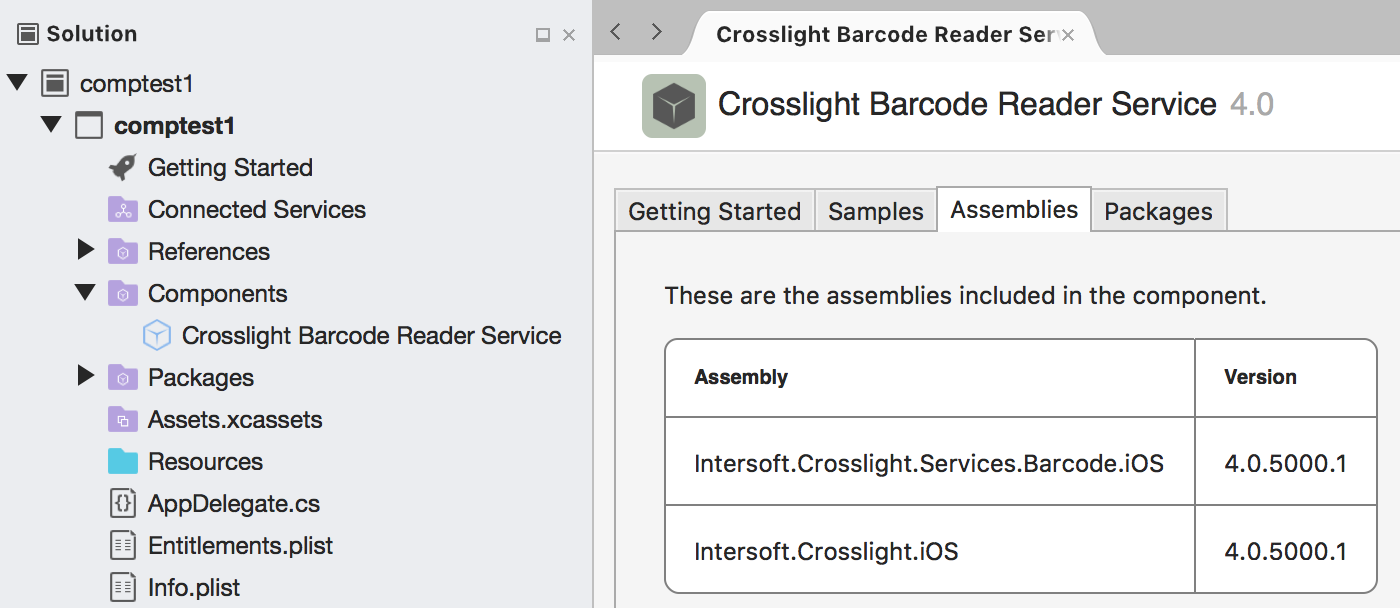 Solution
comptest1
comptest1
Getting Started
Connected Services
References
Components
Crosslight Barcode Reader Service
Packages
Assets.xcassets
Resources
AppDelegate.cs
Entitlements.plist
Info.plist
Crosslight Barcode Reader Ser
Crosslight Barcode Reader Service 4.0
Getting Started Samples Assemblies Packages
These are the assemblies included in the component.
Assembly Version
Intersoft.Crosslight.Services.Barcode.iOS 4.0.5000.1
Intersoft.Crosslight.iOS 4.0.5000.1